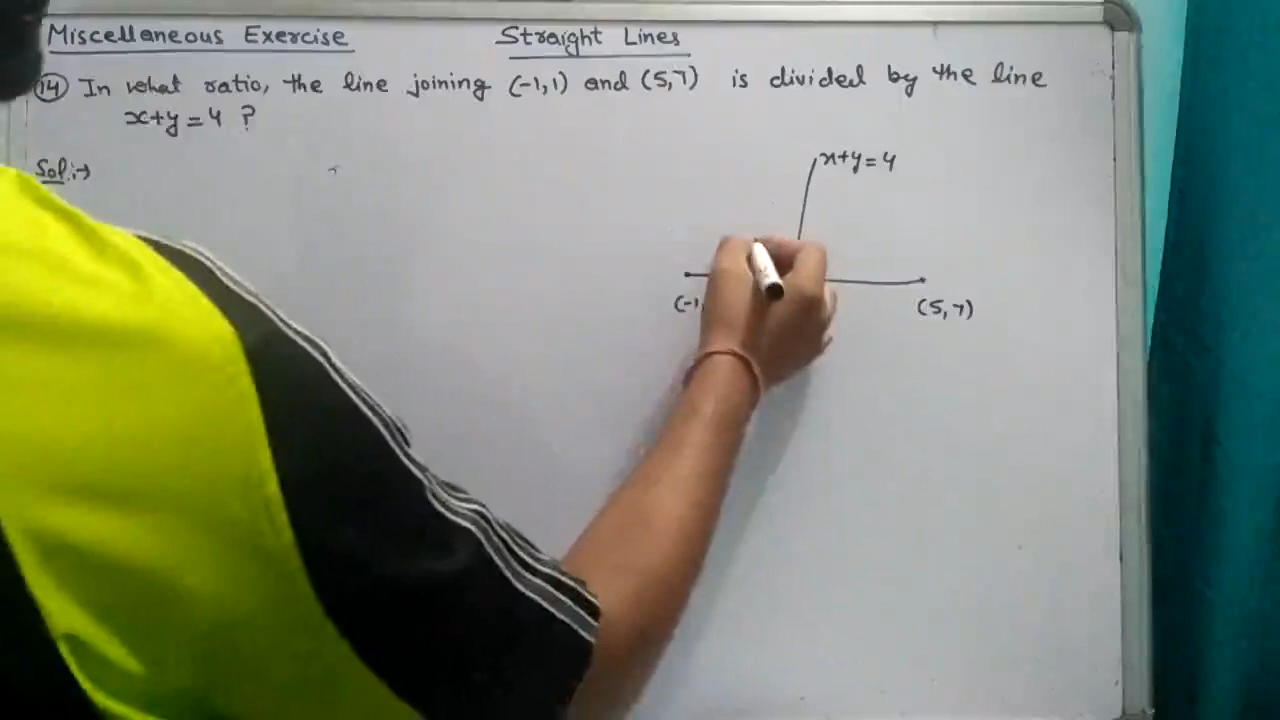 Miscellaneous Exercise
Straight Lines
14 In what ratio, the line joining (-1,1) and (5,7) is divided by the line
x+y=4 ?
Sol:→
x+y=4
(-1,
(5,7)